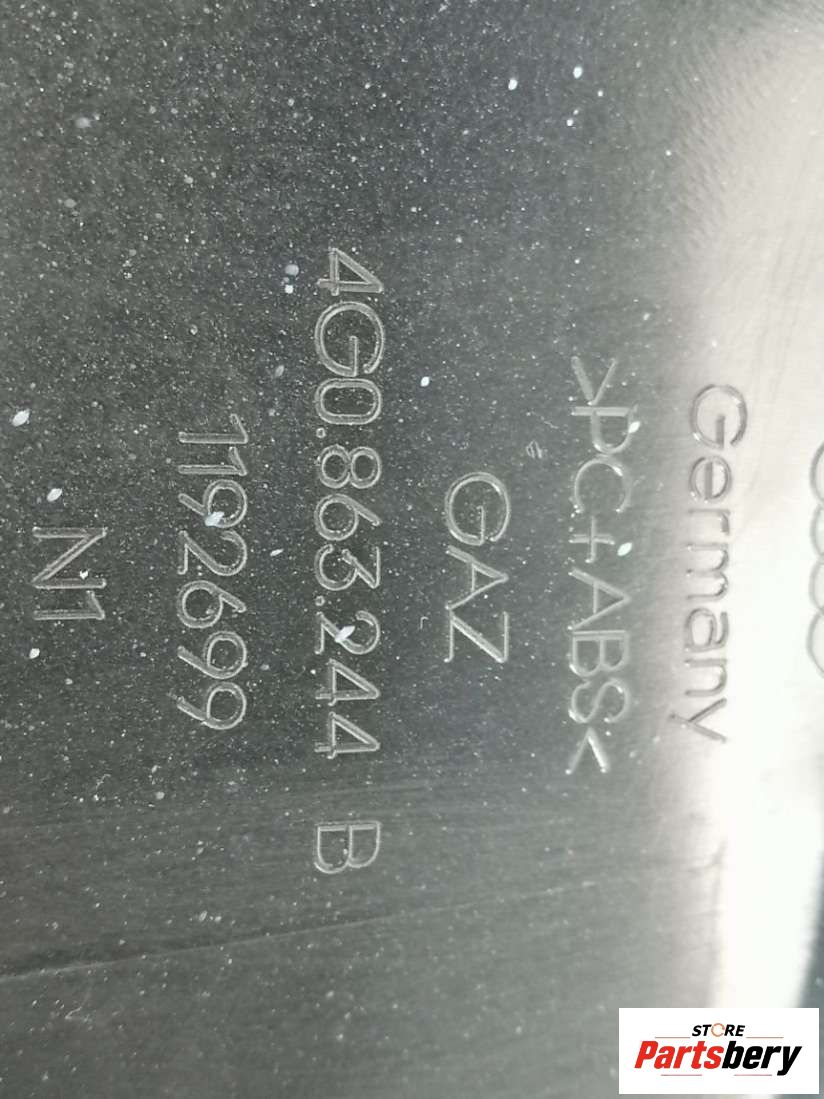 Germany
>PC+ABS<
GAZ
4G0.863.244 B
1192699
N1
STORE
Partsbery